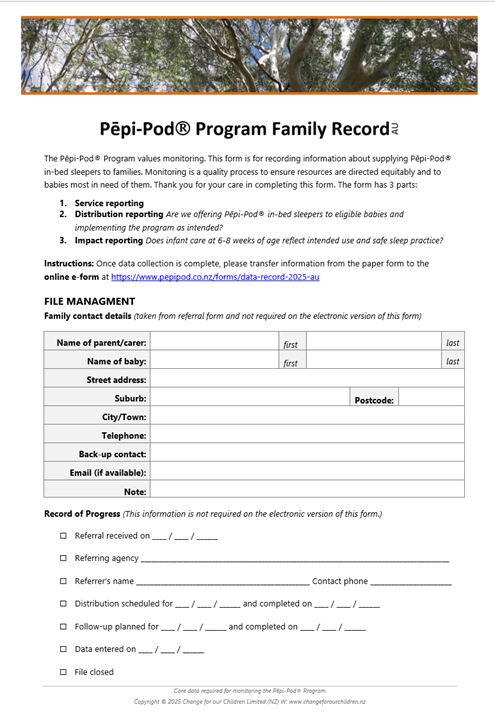 Pēpi-Pod® Program Family Record AU
The Pēpi-Pod® Program values monitoring. This form is for recording information about supplying Pēpi-Pod®
in-bed sleepers to families. Monitoring is a quality process to ensure resources are directed equitably and to
babies most in need of them. Thank you for your care in completing this form. The form has 3 parts:
1. Service reporting
2. Distribution reporting Are we offering Pēpi-Pod® in-bed sleepers to eligible babies and
implementing the program as intended?
3. Impact reporting Does infant care at 6-8 weeks of age reflect intended use and safe sleep practice?
Instructions: Once data collection is complete, please transfer information from the paper form to the
online e-form at https://www.pepipod.co.nz/forms/data-record-2025-au
FILE MANAGMENT
Family contact details (taken from referral form and not required on the electronic version of this form)
Name of parent/carer: first last
Name of baby: first last
Street address:
Suburb: Postcode:
City/Town:
Telephone:
Back-up contact:
Email (if available):
Note:
Record of Progress (This information is not required on the electronic version of this form.)
☐ Referral received on ___ / ___ / _____
☐ Referring agency ____________________
☐ Referrer's name ____________________ Contact phone ____________________
☐ Distribution scheduled for ___ / ___ / _____ and completed on ___ / ___ / _____
☐ Follow-up planned for ___ / ___ / _____ and completed on ___ / ___ / _____
☐ Data entered on ___ / ___ / _____
☐ File closed
Core data required for monitoring the Pēpi-Pod® Program
Copyright © 2025 Change for our Children Limited (NZ) W: www.changeforourchildren.nz